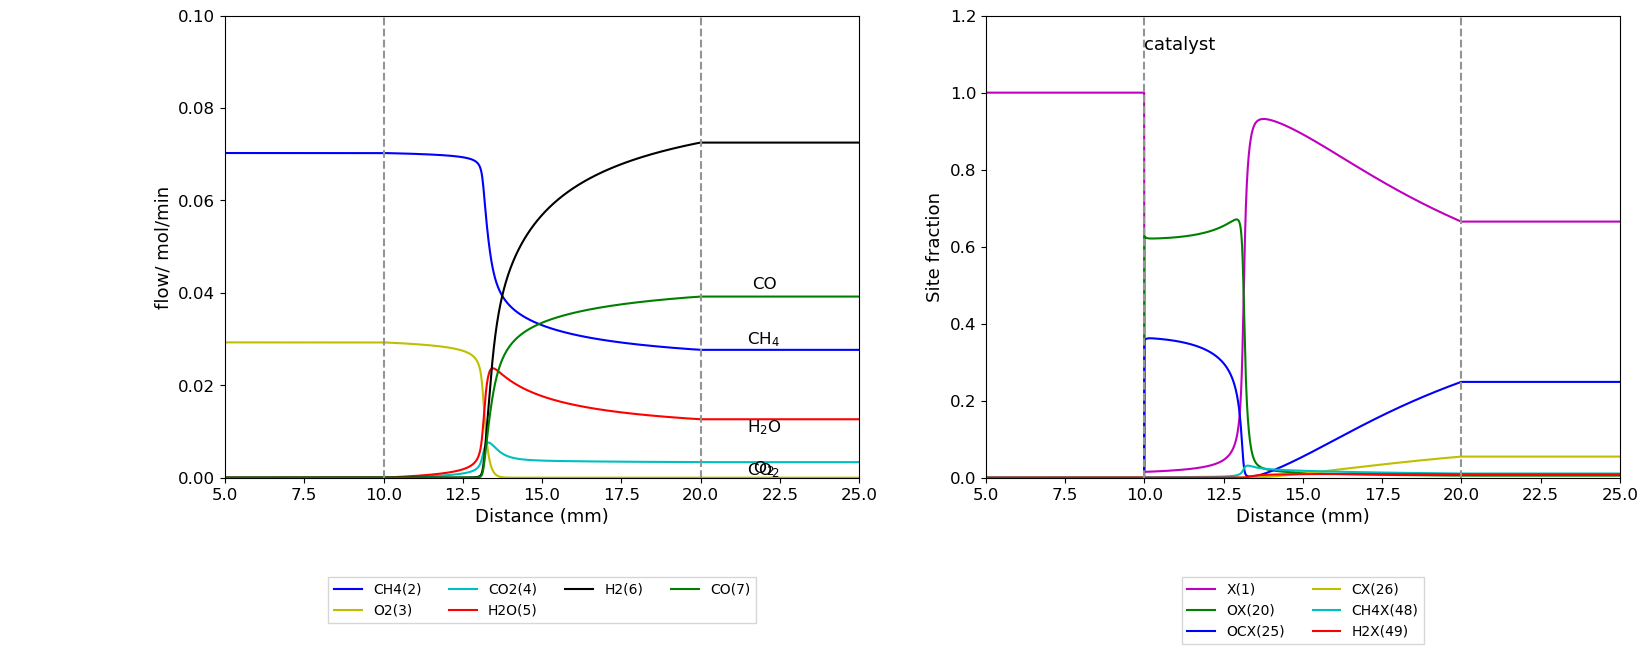 0.10
0.08
0.06
0.04
0.02
0.00
flow/ mol/min
CO
CH₄
H₂O
O₂
CO₂
5.0 7.5 10.0 12.5 15.0 17.5 20.0 22.5 25.0
Distance (mm)
CH4(2) CO2(4) H2(6) CO(7)
O2(3) H2O(5)
1.2
1.0
0.8
0.6
0.4
0.2
0.0
Site fraction
catalyst
5.0 7.5 10.0 12.5 15.0 17.5 20.0 22.5 25.0
Distance (mm)
X(1) CX(26)
OX(20) CH4X(48)
OCX(25) H2X(49)